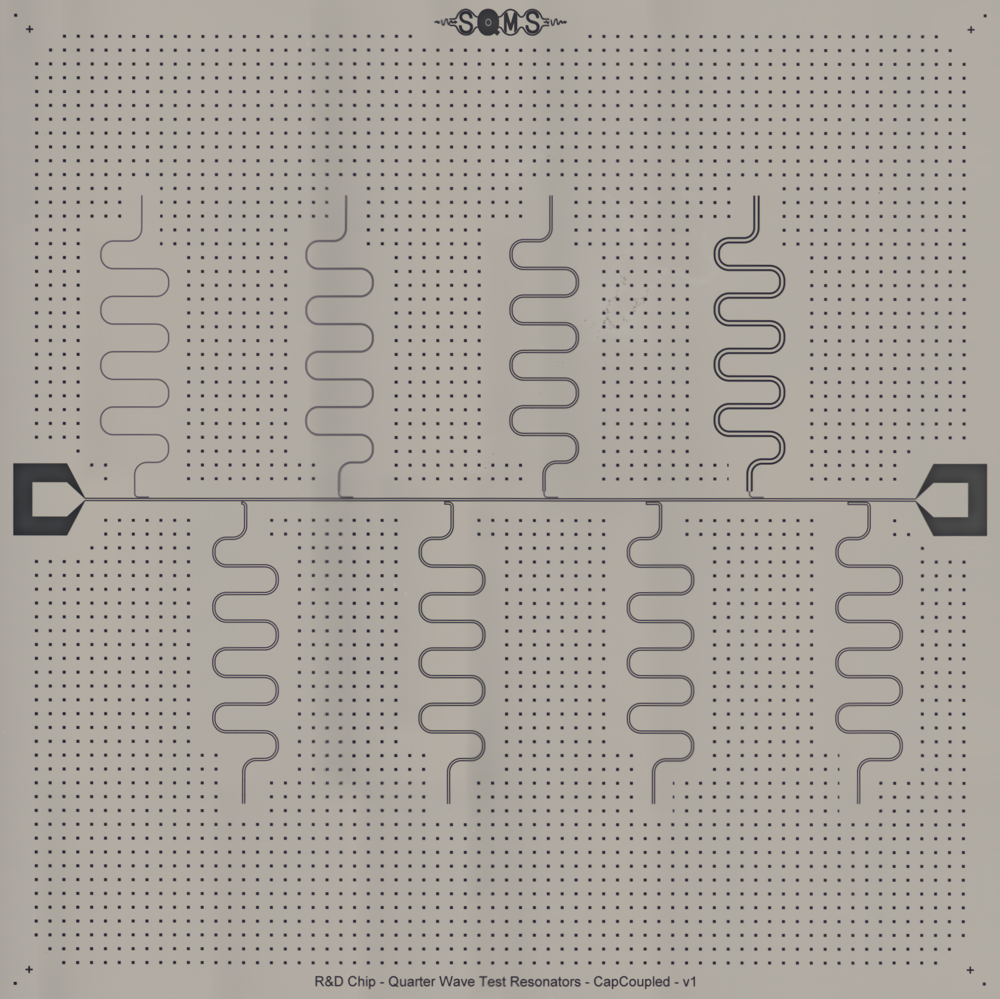 SQMS
R&D Chip - Quarter Wave Test Resonators - CapCoupled - v1